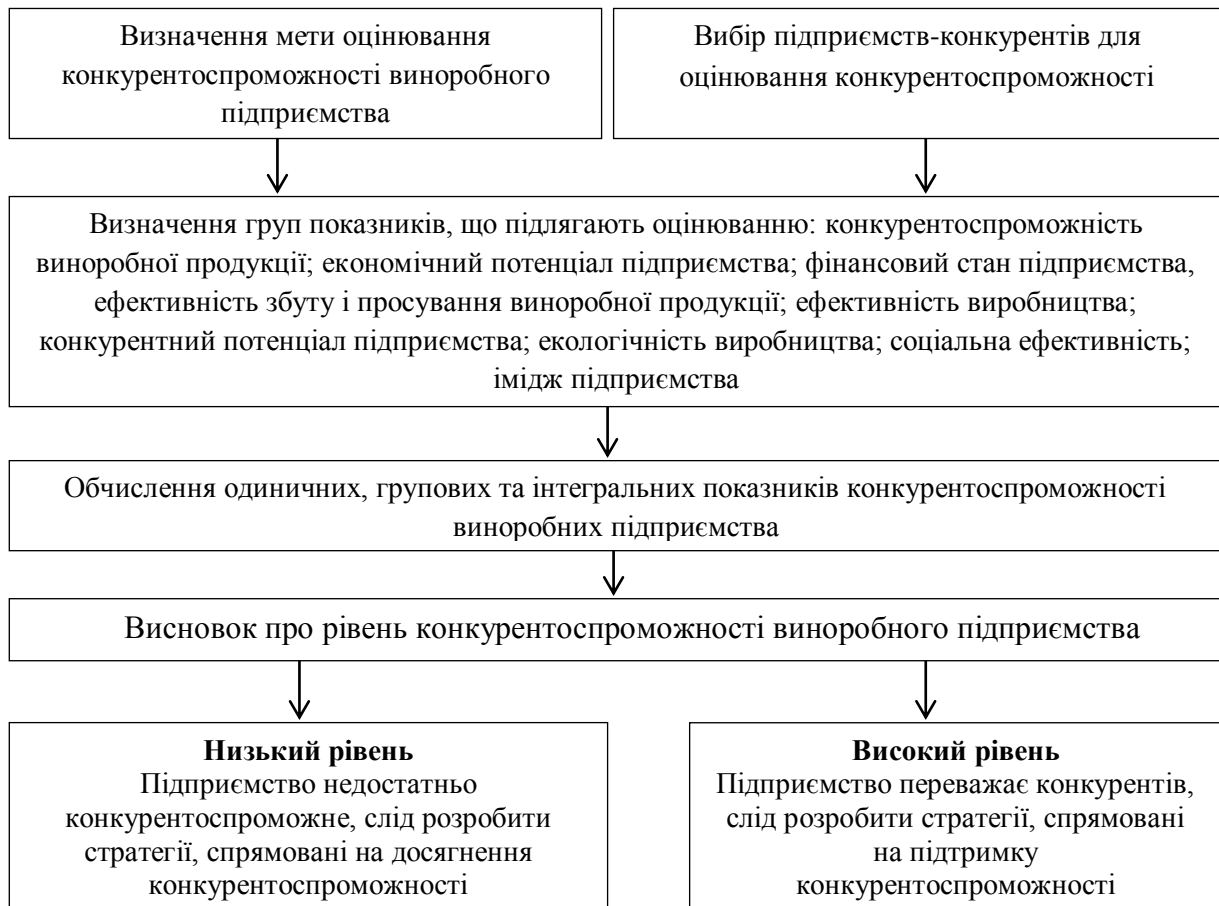 Визначення мети оцінювання
конкурентоспроможності виноробного
підприємства
Вибір підприємств-конкурентів для
оцінювання конкурентоспроможності
Визначення груп показників, що підлягають оцінюванню: конкурентоспроможність
виноробної продукції; економічний потенціал підприємства; фінансовий стан підприємства,
ефективність збуту і просування виноробної продукції; ефективність виробництва;
конкурентний потенціал підприємства; екологічність виробництва; соціальна ефективність;
імідж підприємства
Обчислення одиничних, групових та інтегральних показників конкурентоспроможності
виноробних підприємства
Висновок про рівень конкурентоспроможності виноробного підприємства
Низький рівень
Підприємство недостатньо
конкурентоспроможне, слід розробити
стратегії, спрямовані на досягнення
конкурентоспроможності
Високий рівень
Підприємство переважає конкурентів,
слід розробити стратегії, спрямовані
на підтримку
конкурентоспроможності